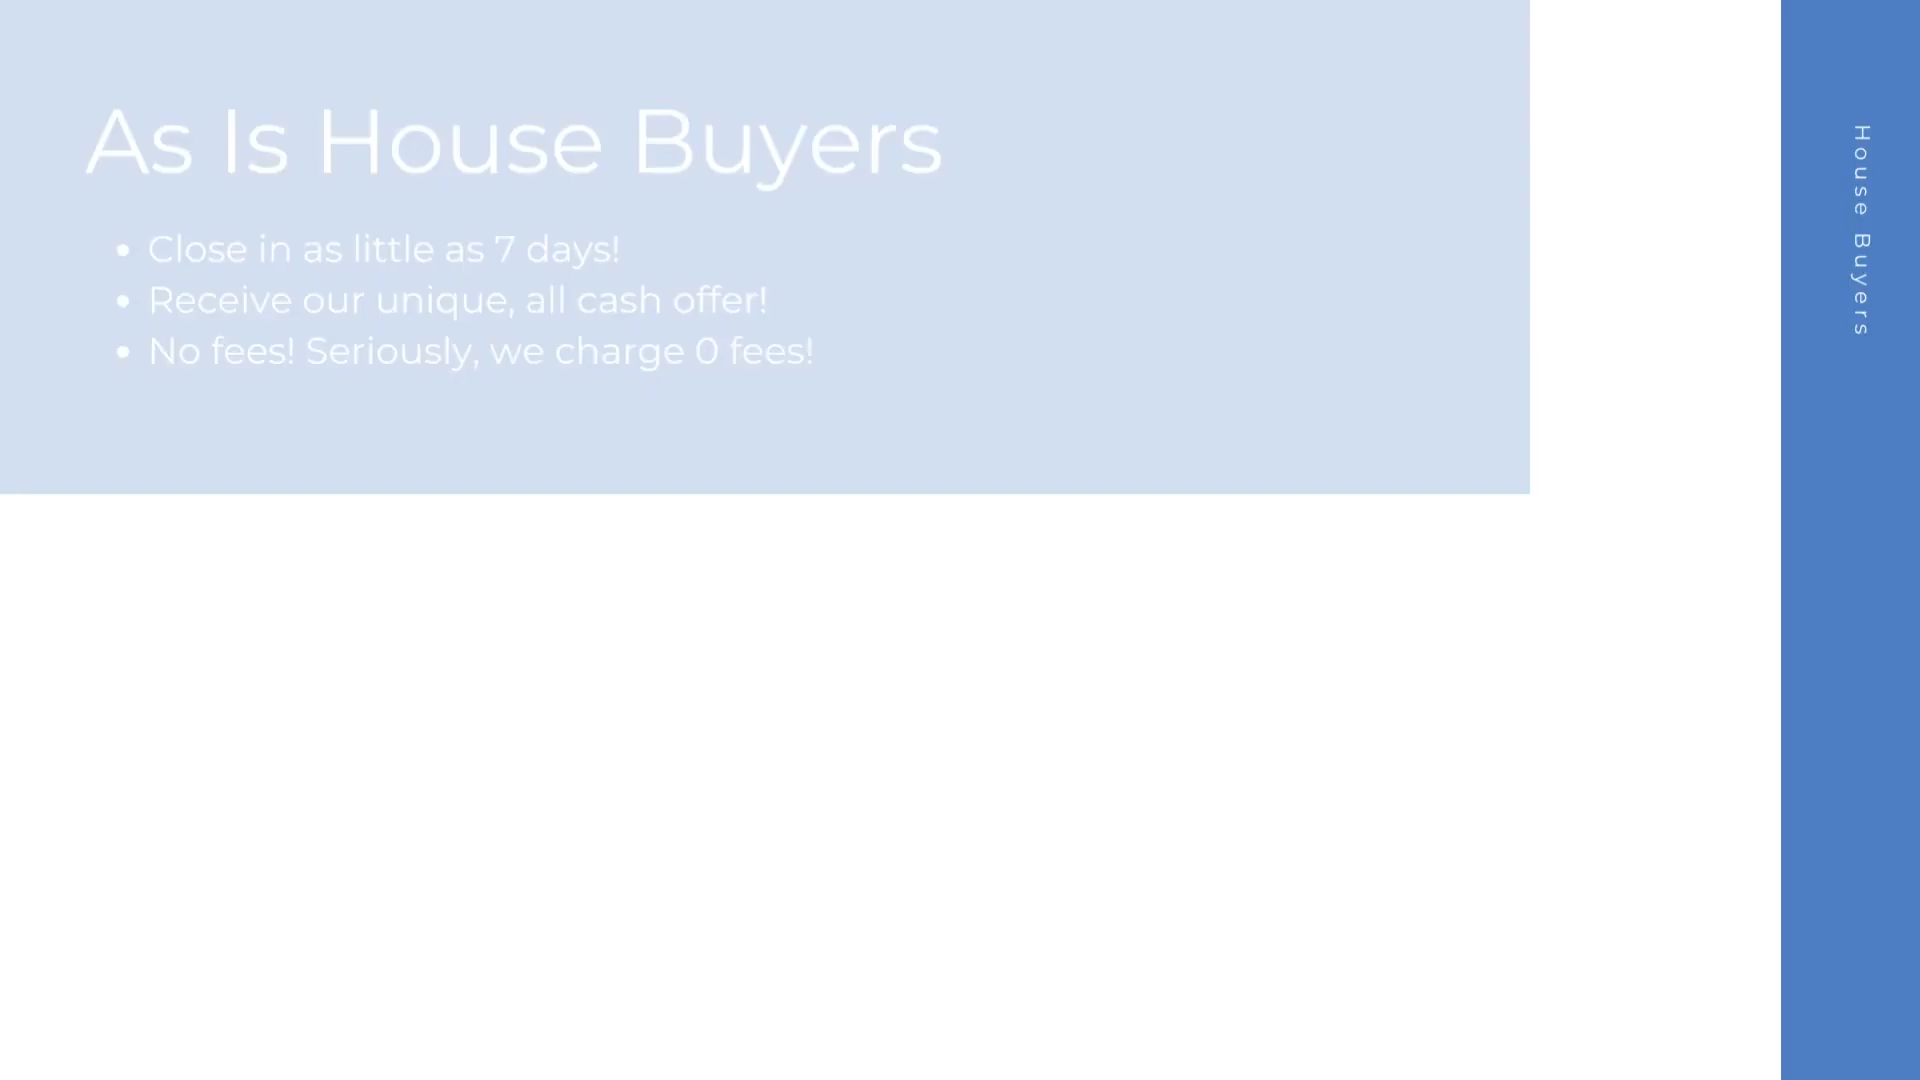 As Is House Buyers
• Close in as little as 7 days!
• Receive our unique, all cash offer!
• No fees! Seriously, we charge 0 fees!
House Buyers